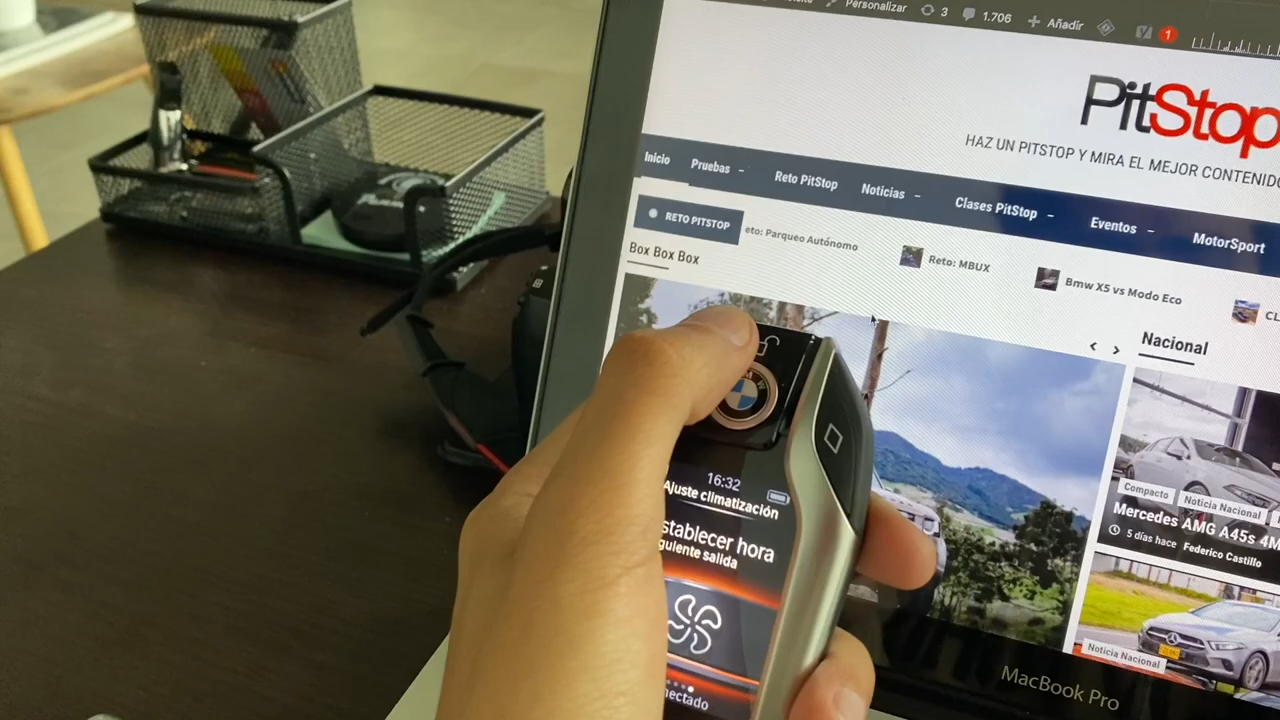 Personalizar
3
1.706
Añadir
1
PitStop
HAZ UN PITSTOP Y MIRA EL MEJOR CONTENIDO
Inicio
Pruebas
Reto PitStop
Noticias
Clases PitStop
Eventos
MotorSport
RETO PITSTOP
eto: Parqueo Autónomo
Reto: MBUX
Bmw X5 vs Modo Eco
CL
Box Box Box
Nacional
Compacto
Noticia Nacional
Mercedes AMG A45s 4M
5 días hace Federico Castillo
Noticia Nacional
16:32
Ajuste climatización
stablecer hora
guiente salida
nectado
MacBook Pro